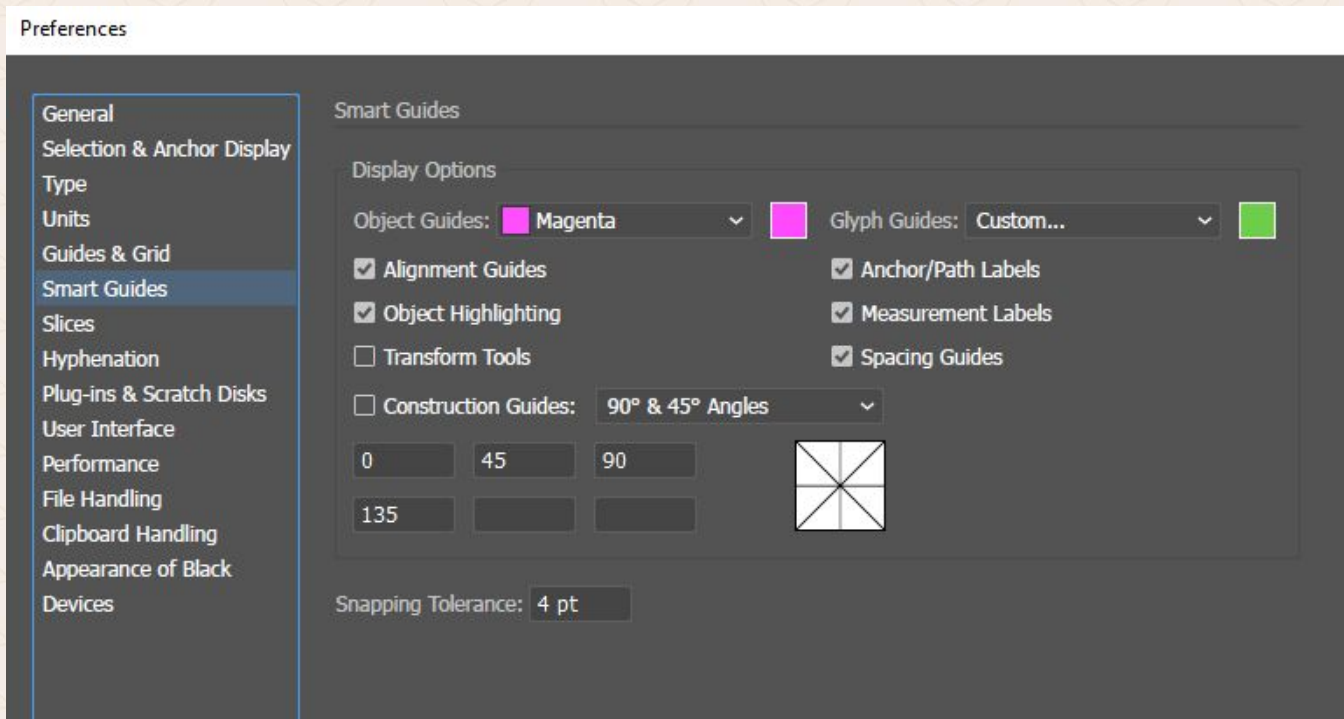 Preferences
General
Selection & Anchor Display
Type
Units
Guides & Grid
Smart Guides
Slices
Hyphenation
Plug-ins & Scratch Disks
User Interface
Performance
File Handling
Clipboard Handling
Appearance of Black
Devices
Smart Guides
Display Options
Object Guides: Magenta
Glyph Guides: Custom...
Alignment Guides
Anchor/Path Labels
Object Highlighting
Measurement Labels
Transform Tools
Spacing Guides
Construction Guides: 90° & 45° Angles
0 45 90
135
Snapping Tolerance: 4 pt